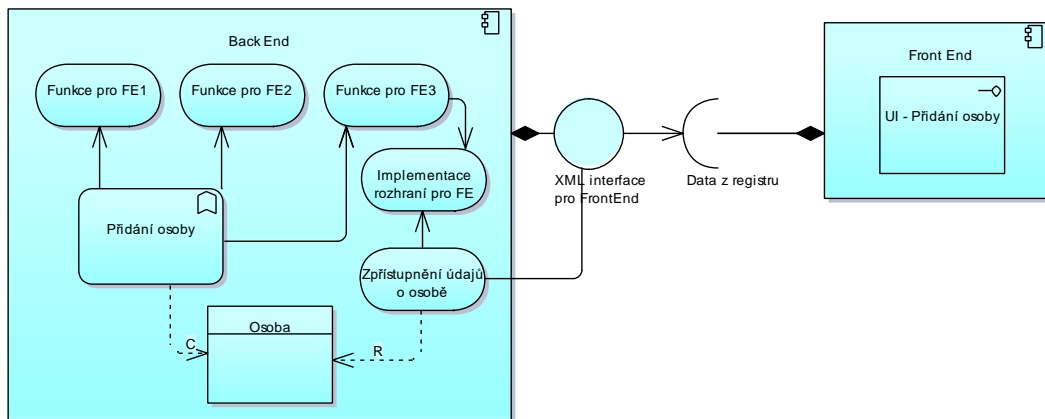 Back End
Front End
Funkce pro FE1
Funkce pro FE2
Funkce pro FE3
UI - Přidání osoby
Implementace
rozhraní pro FE
XML interface
pro FrontEnd
Data z registru
Přidání osoby
Zpřístupnění údajů
o osobě
Osoba
C
R